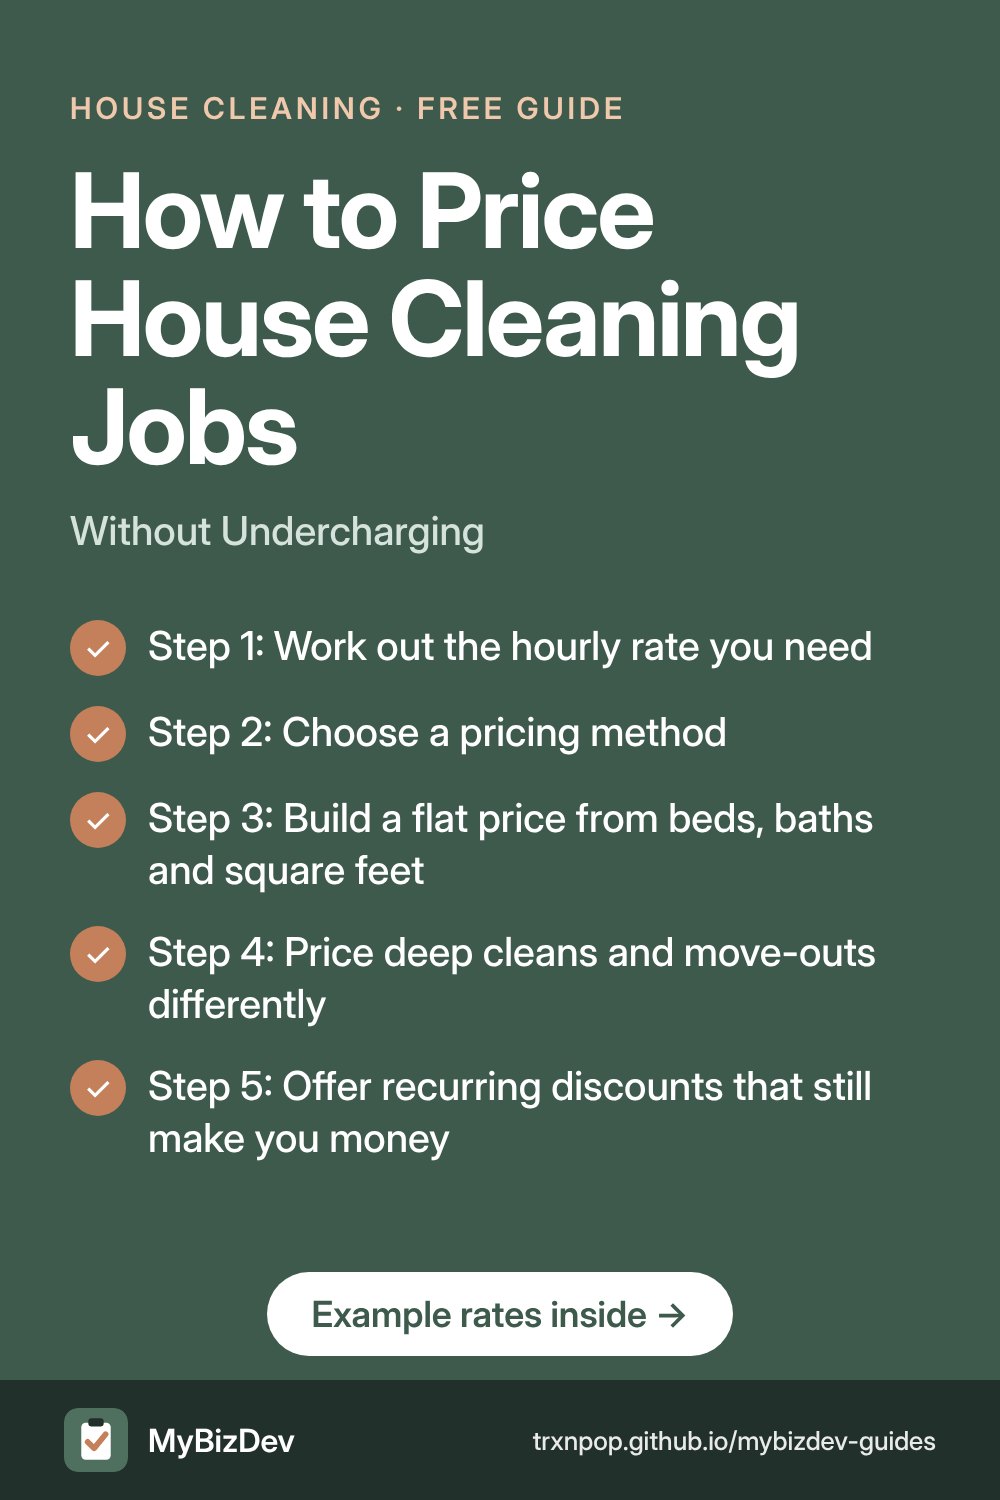 HOUSE CLEANING · FREE GUIDE
How to Price
House Cleaning
Jobs
Without Undercharging
Step 1: Work out the hourly rate you need
Step 2: Choose a pricing method
Step 3: Build a flat price from beds, baths
and square feet
Step 4: Price deep cleans and move-outs
differently
Step 5: Offer recurring discounts that still
make you money
Example rates inside →
MyBizDev
trxnpop.github.io/mybizdev-guides